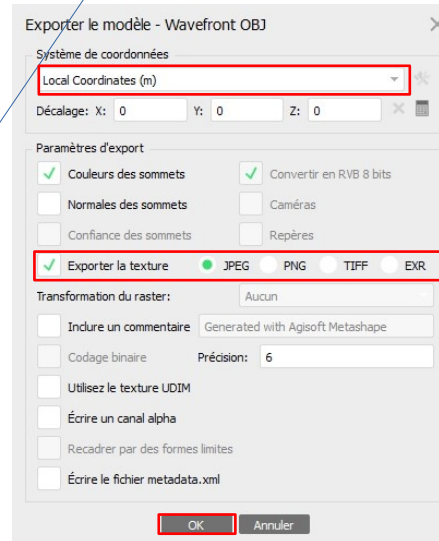 Exporter le modèle - Wavefront OBJ
Système de coordonnées
Local Coordinates (m)
Décalage: X: 0 Y: 0 Z: 0
Paramètres d'export
Couleurs des sommets Convertir en RVB 8 bits
Normales des sommets Caméras
Confiance des sommets Repères
Exporter la texture JPEG PNG TIFF EXR
Transformation du raster: Aucun
Inclure un commentaire Generated with Agisoft Metashape
Codage binaire Précision: 6
Utilisez le texture UDIM
Écrire un canal alpha
Recadrer par des formes limites
Écrire le fichier metadata.xml
OK Annuler